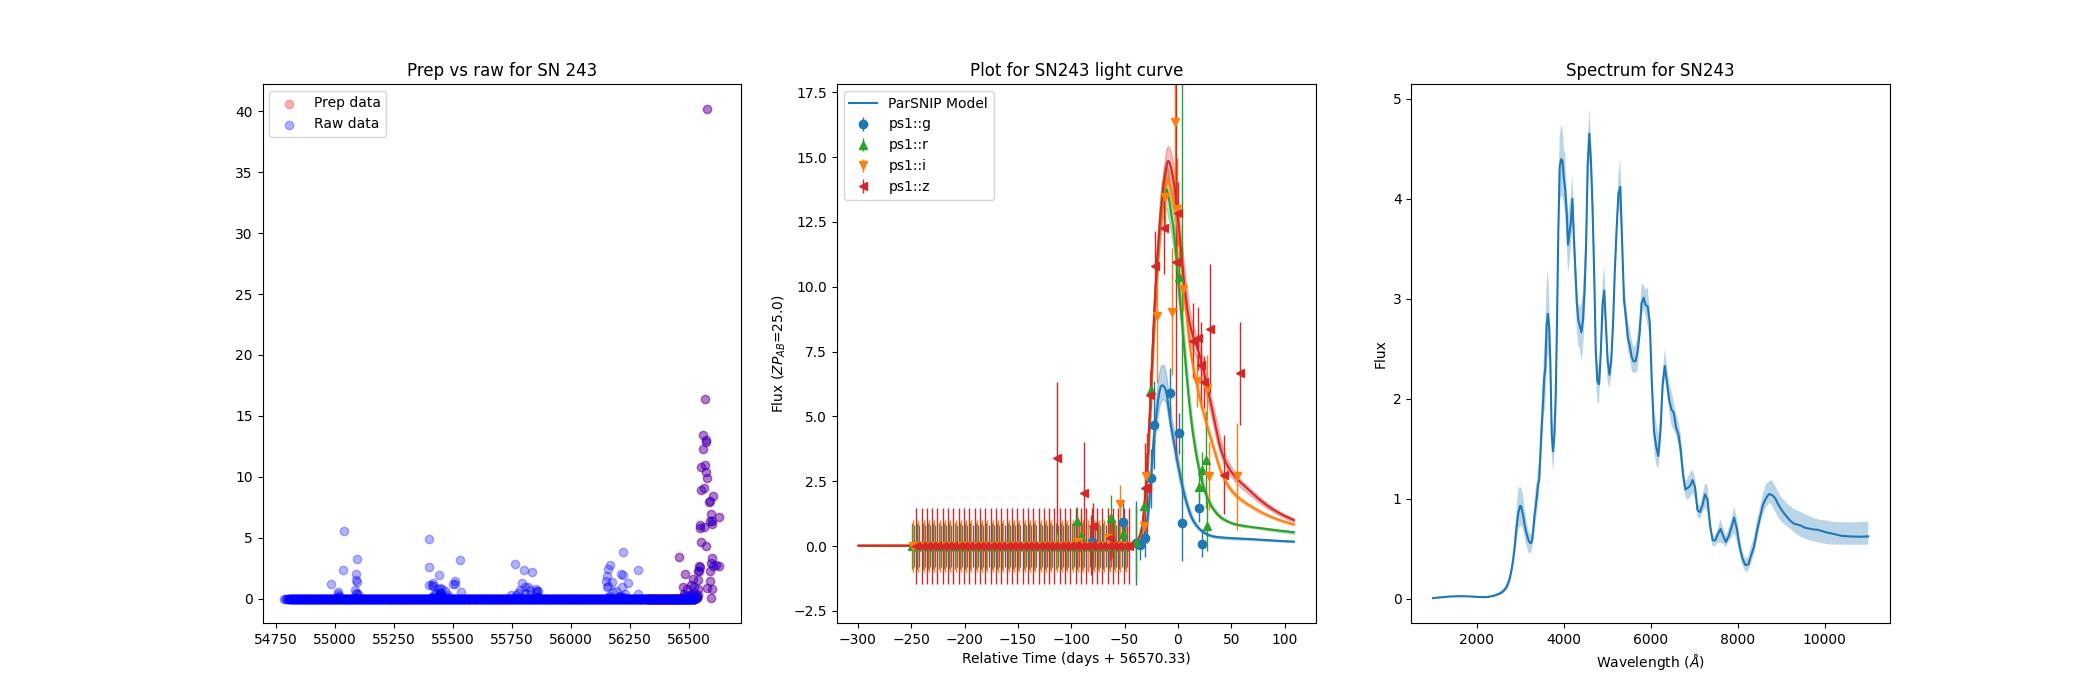 Prep vs raw for SN 243
Prep data
Raw data
40
35
30
25
20
15
10
5
0
54750 55000 55250 55500 55750 56000 56250 56500
Plot for SN243 light curve
ParSNIP Model
ps1::g
ps1::r
ps1::i
ps1::z
17.5
15.0
12.5
10.0
7.5
5.0
2.5
0.0
−2.5
Flux (ZP_AB=25.0)
−300 −250 −200 −150 −100 −50 0 50 100
Relative Time (days + 56570.33)
Spectrum for SN243
5
4
3
2
1
0
Flux
2000 4000 6000 8000 10000
Wavelength (Å)